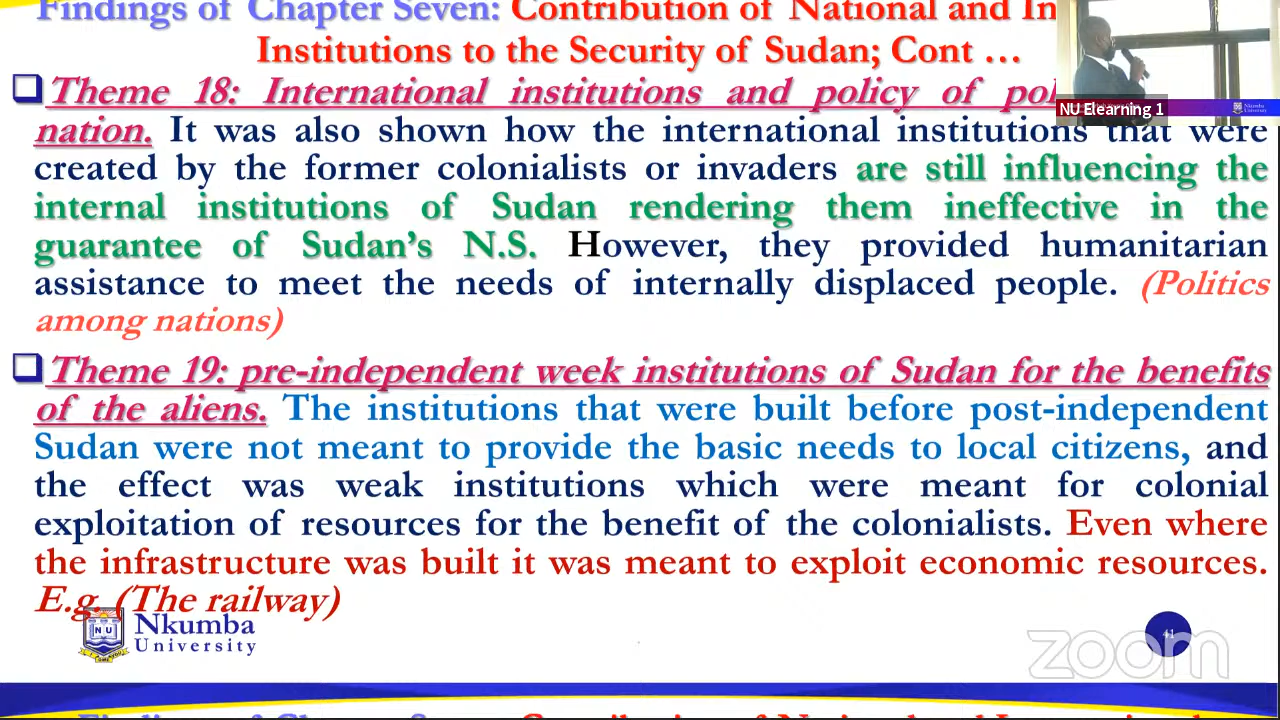 Findings of Chapter Seven: Contribution of National and In
Institutions to the Security of Sudan; Cont …
Theme 18: International institutions and policy of pol
nation. It was also shown how the international institutions that were
created by the former colonialists or invaders are still influencing the
internal institutions of Sudan rendering them ineffective in the
guarantee of Sudan's N.S. However, they provided humanitarian
assistance to meet the needs of internally displaced people. (Politics
among nations)
Theme 19: pre-independent week institutions of Sudan for the benefits
of the aliens. The institutions that were built before post-independent
Sudan were not meant to provide the basic needs to local citizens, and
the effect was weak institutions which were meant for colonial
exploitation of resources for the benefit of the colonialists. Even where
the infrastructure was built it was meant to exploit economic resources.
E.g. (The railway)
NU Elearning 1
Nkumba
University
NU
Nkumba
University
41
zoom